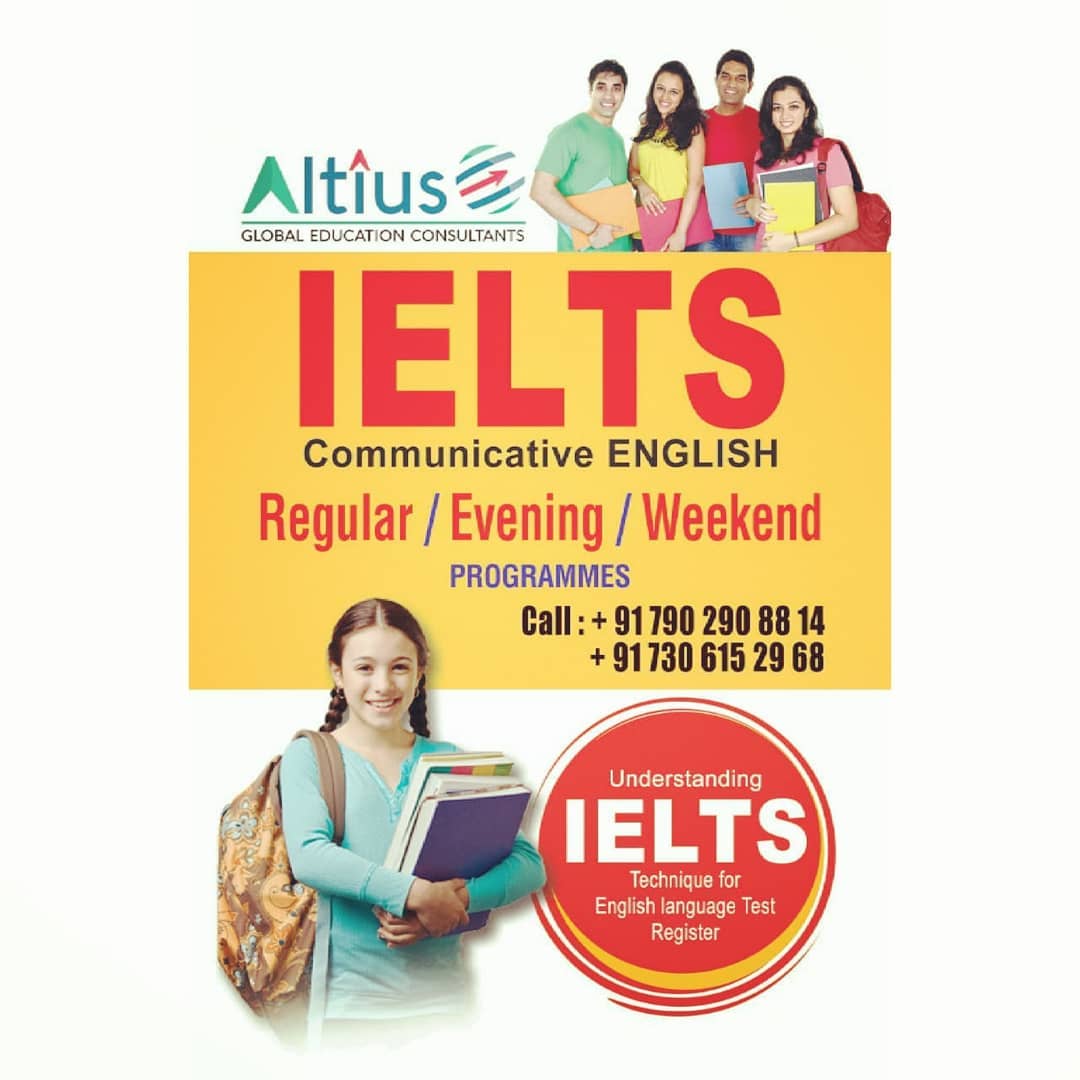 Altius
GLOBAL EDUCATION CONSULTANTS
IELTS
Communicative ENGLISH
Regular / Evening / Weekend
PROGRAMMES
Call : + 91 790 290 88 14
+ 91 730 615 29 68
Understanding
IELTS
Technique for
English language Test
Register